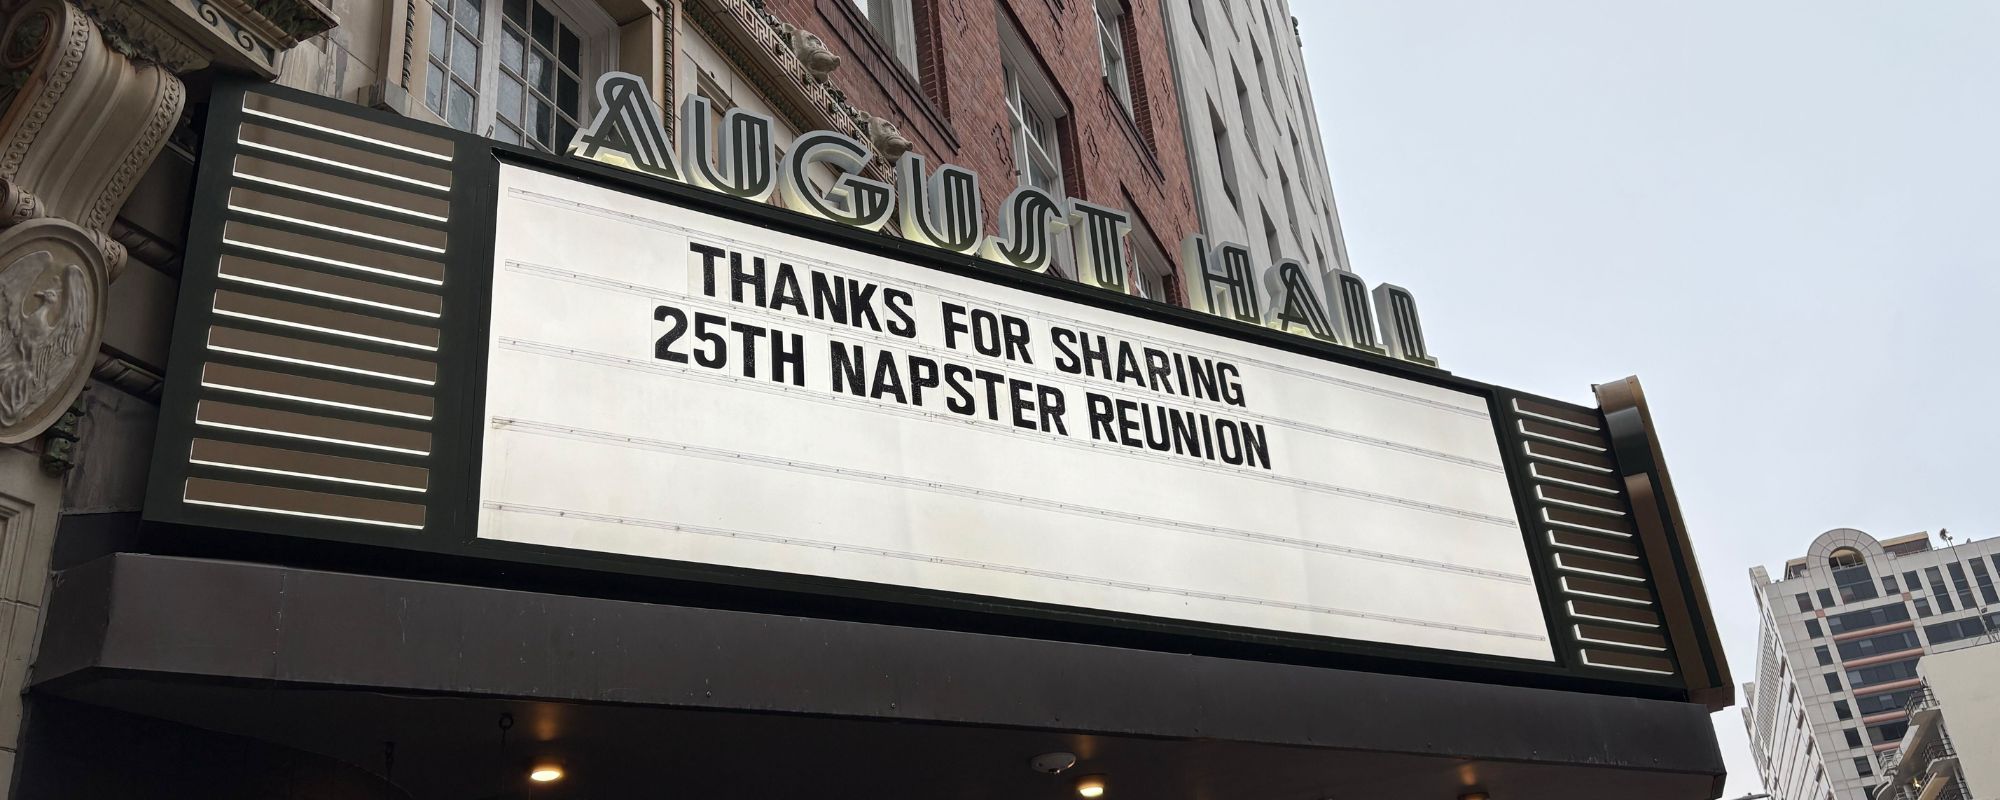 AUGUST HALL
THANKS FOR SHARING
25TH NAPSTER REUNION